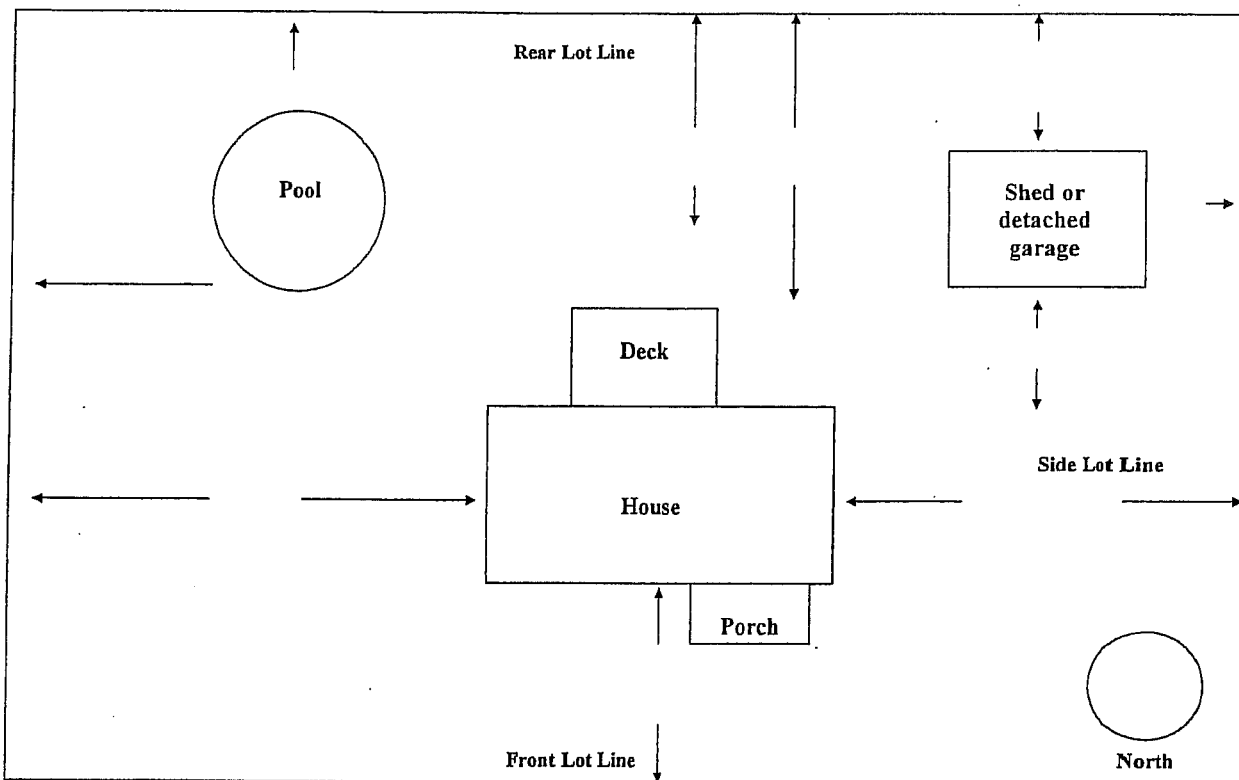 Rear Lot Line
Pool
Shed or
detached
garage
Deck
Side Lot Line
House
Porch
Front Lot Line
North